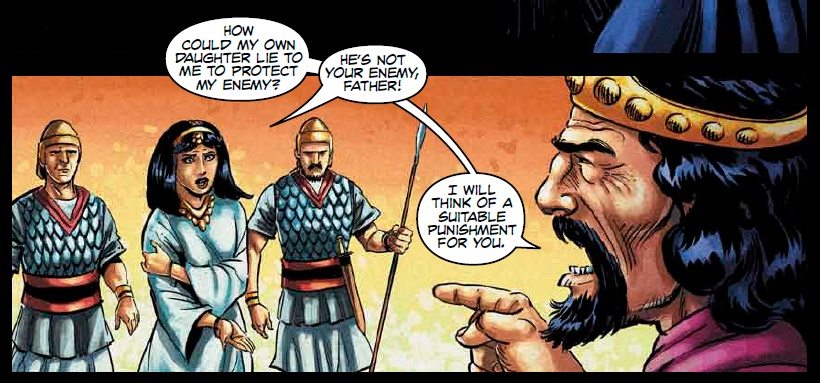 HOW
COULD MY OWN
DAUGHTER LIE TO
ME TO PROTECT
MY ENEMY?
HE'S NOT
YOUR ENEMY,
FATHER!
I WILL
THINK OF A
SUITABLE
PUNISHMENT
FOR YOU.